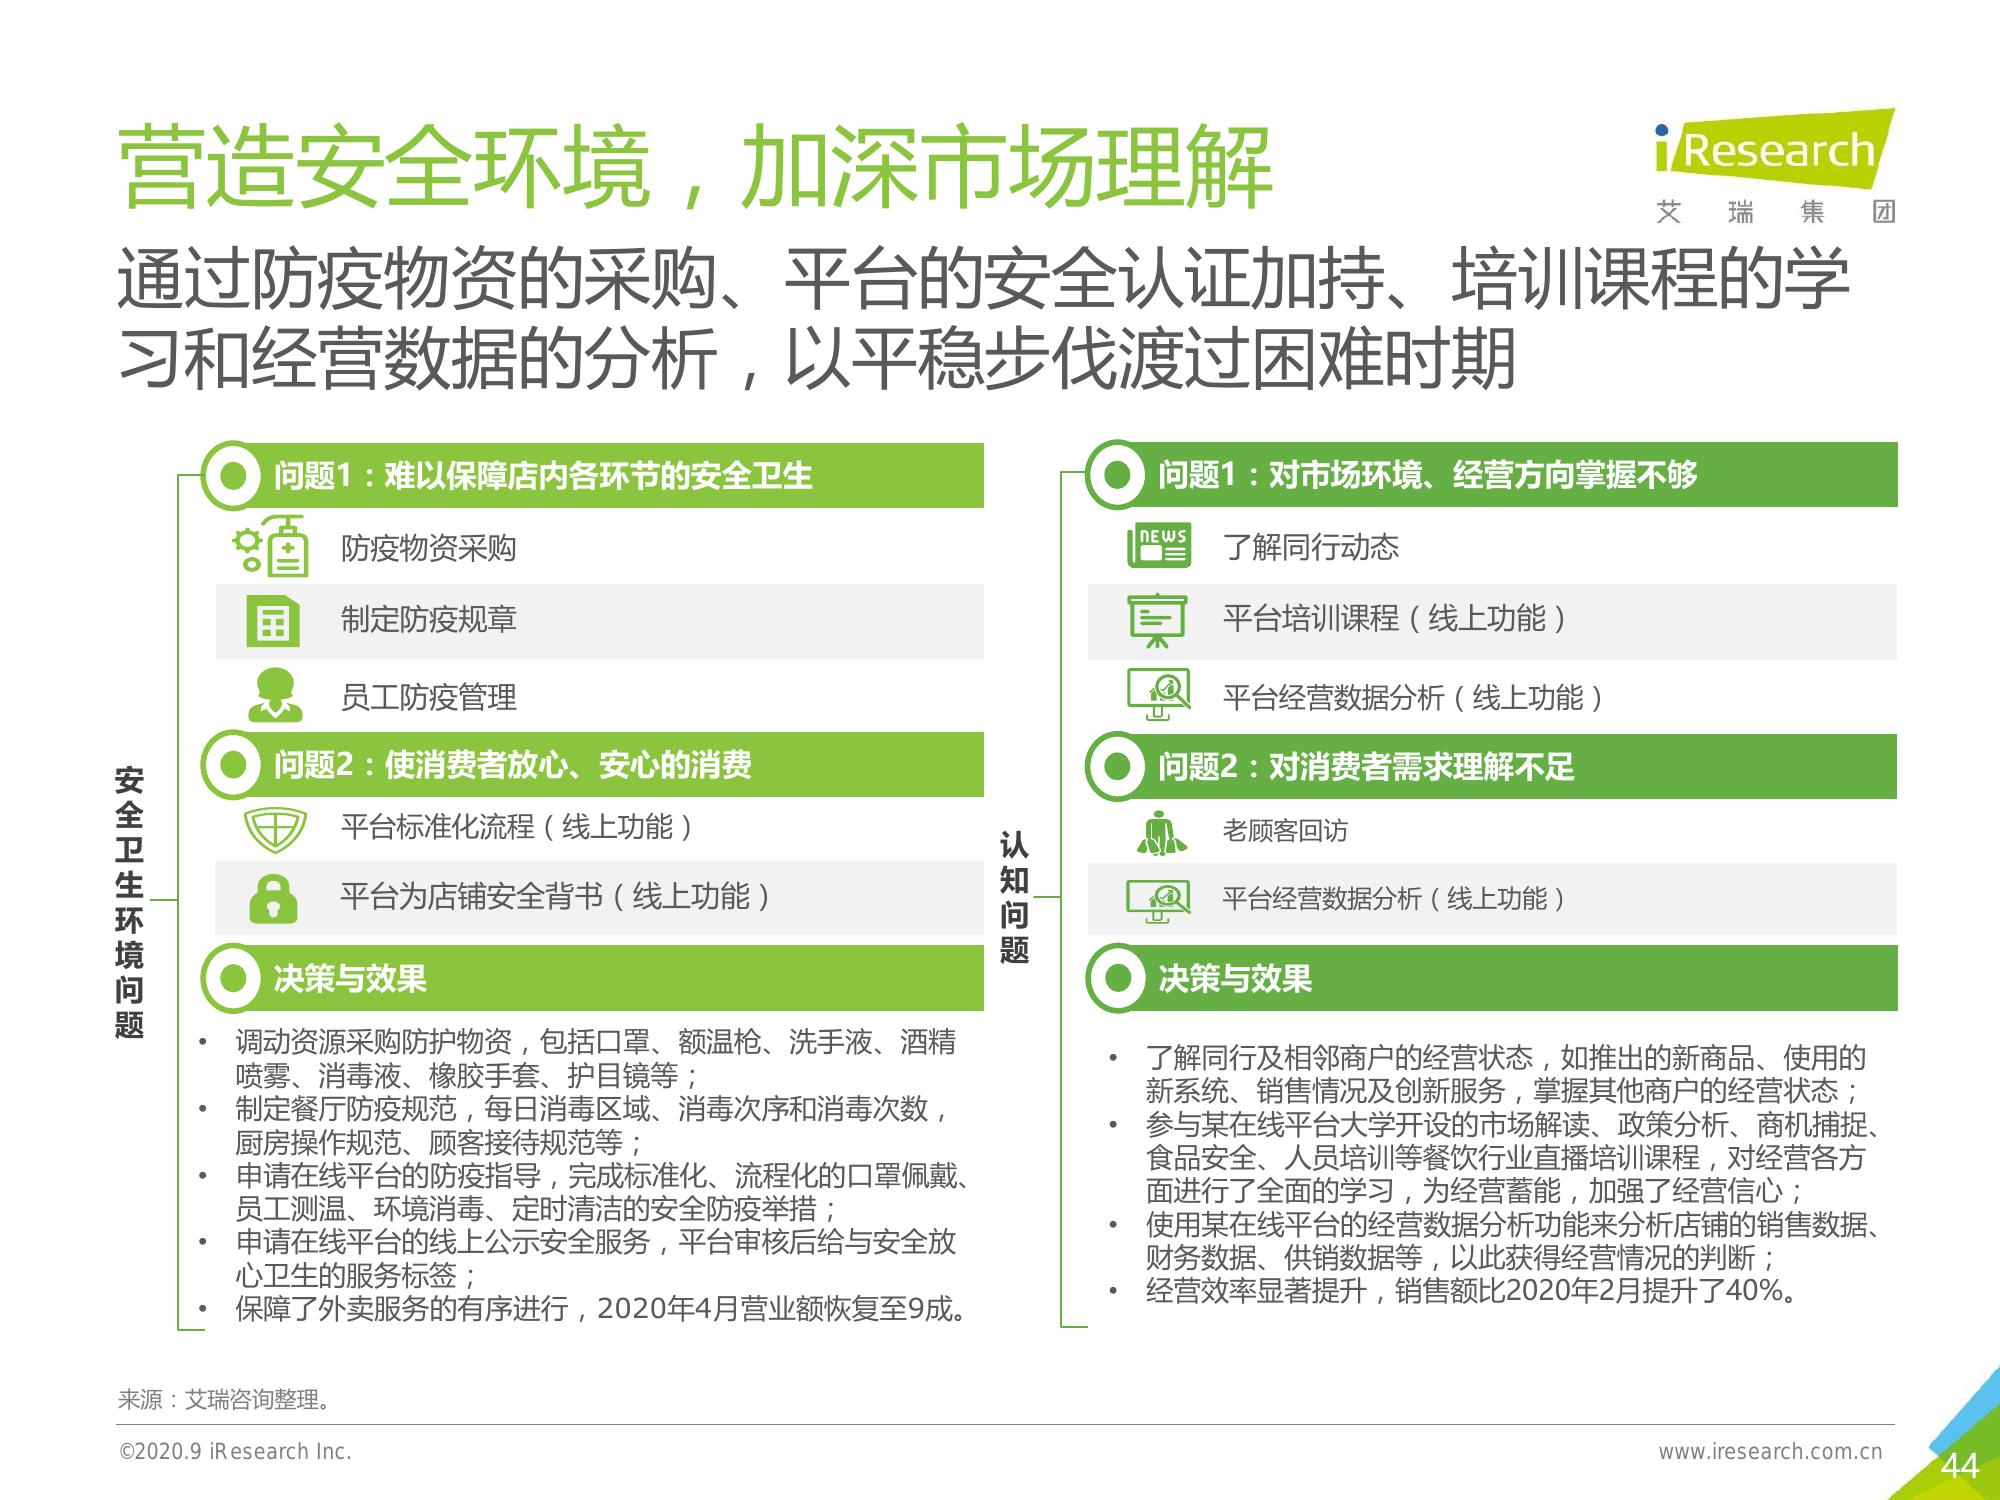 营造安全环境，加深市场理解
iResearch
艾瑞集团
通过防疫物资的采购、平台的安全认证加持、培训课程的学
习和经营数据的分析，以平稳步伐渡过困难时期
安全卫生环境问题
问题1：难以保障店内各环节的安全卫生
防疫物资采购
制定防疫规章
员工防疫管理
问题2：使消费者放心、安心的消费
平台标准化流程（线上功能）
平台为店铺安全背书（线上功能）
决策与效果
• 调动资源采购防护物资，包括口罩、额温枪、洗手液、酒精
喷雾、消毒液、橡胶手套、护目镜等；
• 制定餐厅防疫规范，每日消毒区域、消毒次序和消毒次数，
厨房操作规范、顾客接待规范等；
• 申请在线平台的防疫指导，完成标准化、流程化的口罩佩戴、
员工测温、环境消毒、定时清洁的安全防疫举措；
• 申请在线平台的线上公示安全服务，平台审核后给与安全放
心卫生的服务标签；
• 保障了外卖服务的有序进行，2020年4月营业额恢复至9成。
认知问题
问题1：对市场环境、经营方向掌握不够
NEWS
了解同行动态
平台培训课程（线上功能）
平台经营数据分析（线上功能）
问题2：对消费者需求理解不足
老顾客回访
平台经营数据分析（线上功能）
决策与效果
• 了解同行及相邻商户的经营状态，如推出的新商品、使用的
新系统、销售情况及创新服务，掌握其他商户的经营状态；
• 参与某在线平台大学开设的市场解读、政策分析、商机捕捉、
食品安全、人员培训等餐饮行业直播培训课程，对经营各方
面进行了全面的学习，为经营蓄能，加强了经营信心；
• 使用某在线平台的经营数据分析功能来分析店铺的销售数据、
财务数据、供销数据等，以此获得经营情况的判断；
• 经营效率显著提升，销售额比2020年2月提升了40%。
来源：艾瑞咨询整理。
©2020.9 iResearch Inc.
www.iresearch.com.cn
44